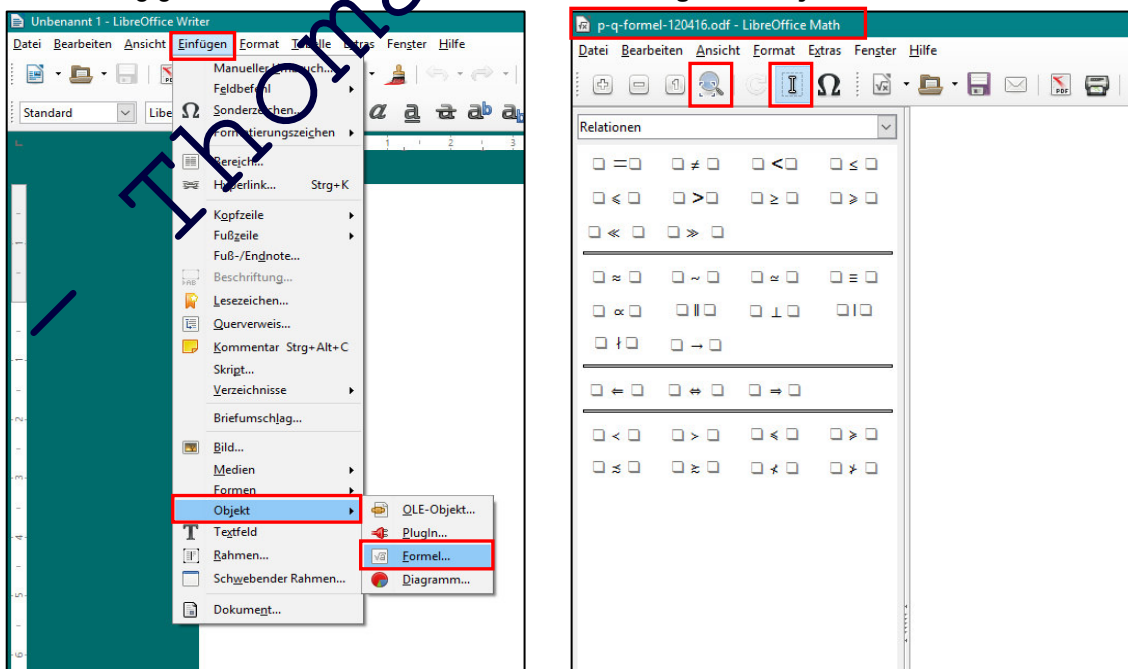 Unbenannt 1 - LibreOffice Writer
Datei Bearbeiten Ansicht Einfügen Format Tabelle Extras Fenster Hilfe
Standard Libe
Manueller Umbruch...
Feldbefehl
Sonderzeichen...
Formatierungszeichen
Bereich...
Hyperlink... Strg+K
Kopfzeile
Fußzeile
Fuß-/Endnote...
Beschriftung...
Lesezeichen...
Querverweis...
Kommentar Strg+Alt+C
Skript...
Verzeichnisse
Briefumschlag...
Bild...
Medien
Formen
Objekt
Textfeld
Rahmen...
Schwebender Rahmen...
Dokument...
OLE-Objekt...
PlugIn...
Formel...
Diagramm...
– Thoma
p-q-formel-120416.odf - LibreOffice Math
Datei Bearbeiten Ansicht Format Extras Fenster Hilfe
Relationen
□ = □ □ ≠ □ □ < □ □ ≤ □
□ ⩽ □ □ > □ □ ≥ □ □ ⩾ □
□ ≪ □ □ ≫ □
□ ≈ □ □ ~ □ □ ≃ □ □ ≡ □
□ ∝ □ □ ∥ □ □ ⊥ □ □ | □
□ ∤ □ □ → □
□ ⇐ □ □ ⇔ □ □ ⇒ □
□ ≺ □ □ ≻ □ □ ≼ □ □ ≽ □
□ ≾ □ □ ≿ □ □ ⊀ □ □ ⊁ □